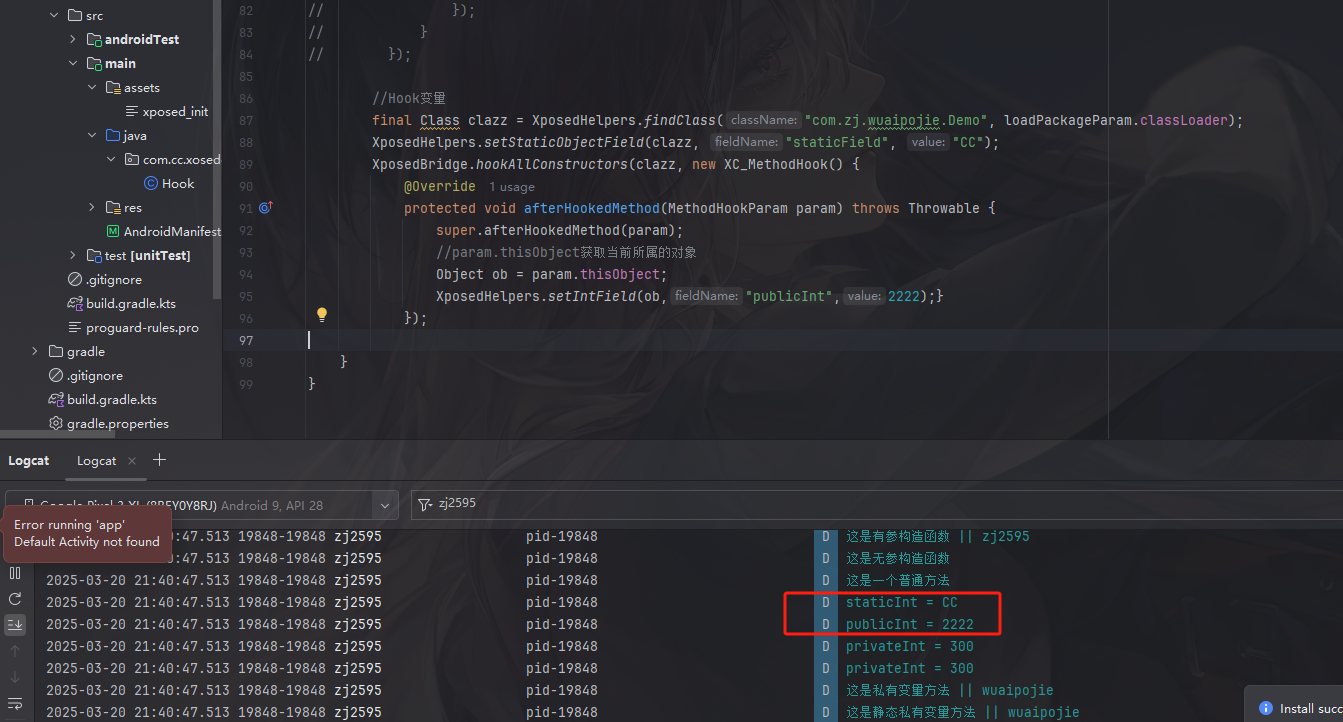 src
androidTest
main
assets
xposed_init
java
com.cc.xosed
Hook
res
AndroidManifest
test [unitTest]
.gitignore
build.gradle.kts
proguard-rules.pro
gradle
.gitignore
build.gradle.kts
gradle.properties
82 // });
83 // }
84 // });
85
86 //Hook变量
87 final Class clazz = XposedHelpers.findClass( className: "com.zj.wuaipojie.Demo", loadPackageParam.classLoader);
88 XposedHelpers.setStaticObjectField(clazz, fieldName: "staticField", value: "CC");
89 XposedBridge.hookAllConstructors(clazz, new XC_MethodHook() {
90 @Override 1 usage
91 protected void afterHookedMethod(MethodHookParam param) throws Throwable {
92 super.afterHookedMethod(param);
93 //param.thisObject获取当前所属的对象
94 Object ob = param.thisObject;
95 XposedHelpers.setIntField(ob, fieldName: "publicInt", value: 2222);}
96 });
97
98 }
99 }
Logcat Logcat
(8BFY0Y8RJ) Android 9, API 28 zj2595
Error running 'app'
Default Activity not found
:47.513 19848-19848 zj2595 pid-19848 D 这是有参构造函数 || zj2595
:47.513 19848-19848 zj2595 pid-19848 D 这是无参构造函数
2025-03-20 21:40:47.513 19848-19848 zj2595 pid-19848 D 这是一个普通方法
2025-03-20 21:40:47.513 19848-19848 zj2595 pid-19848 D staticInt = CC
2025-03-20 21:40:47.513 19848-19848 zj2595 pid-19848 D publicInt = 2222
2025-03-20 21:40:47.513 19848-19848 zj2595 pid-19848 D privateInt = 300
2025-03-20 21:40:47.513 19848-19848 zj2595 pid-19848 D privateInt = 300
2025-03-20 21:40:47.513 19848-19848 zj2595 pid-19848 D 这是私有变量方法 || wuaipojie
2025-03-20 21:40:47.513 19848-19848 zj2595 pid-19848 D 这是静态私有变量方法 || wuaipojie
Install succ